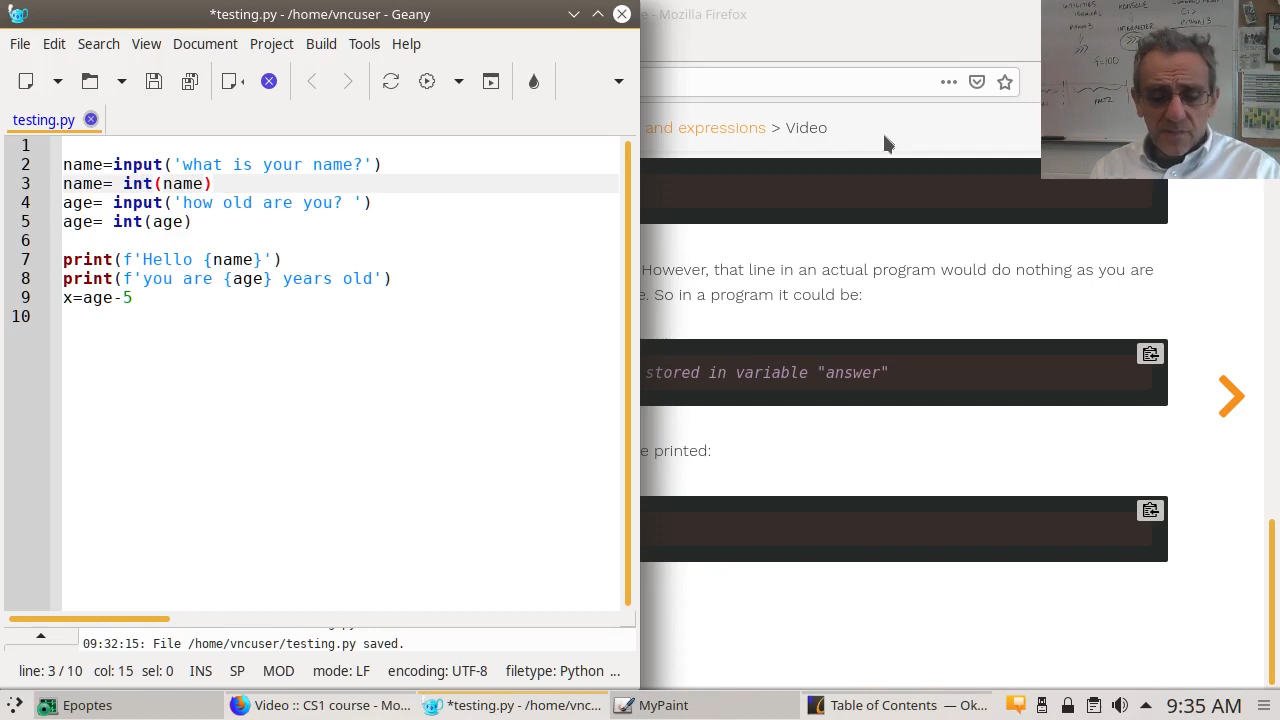 *testing.py - /home/vncuser - Geany
e - Mozilla Firefox
File Edit Search View Document Project Build Tools Help
testing.py
and expressions > Video
1
2 name=input('what is your name?')
3 name= int(name)
4 age= input('how old are you? ')
5 age= int(age)
6
7 print(f'Hello {name}')
8 print(f'you are {age} years old')
9 x=age-5
10
However, that line in an actual program would do nothing as you are
e. So in a program it could be:
stored in variable "answer"
e printed:
09:32:15: File /home/vncuser/testing.py saved.
line: 3 / 10 col: 15 sel: 0 INS SP MOD mode: LF encoding: UTF-8 filetype: Python ...
Epoptes Video :: CS1 course - Mo... *testing.py - /home/vnc... MyPaint Table of Contents — Ok... 9:35 AM